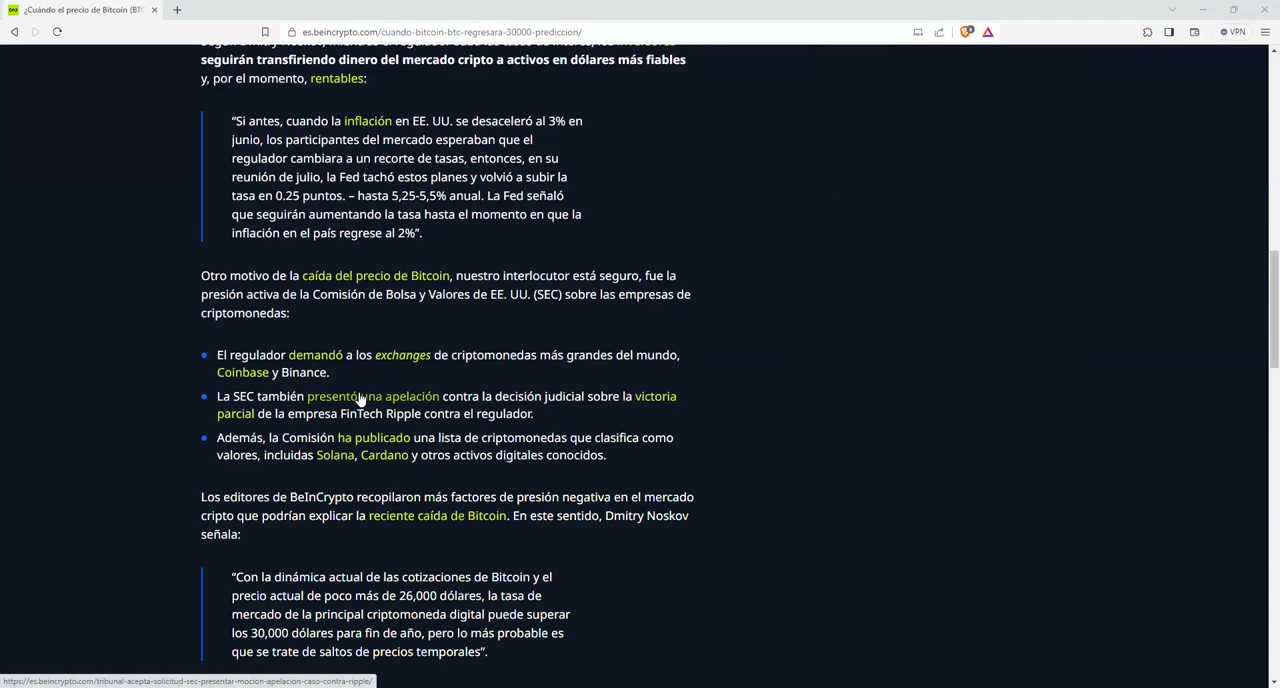 ¿Cuándo el precio de Bitcoin (BTC
es.beincrypto.com/cuando-bitcoin-btc-regresara-30000-prediccion/
VPN
seguirán transfiriendo dinero del mercado cripto a activos en dólares más fiables
y, por el momento, rentables:
“Si antes, cuando la inflación en EE. UU. se desaceleró al 3% en
junio, los participantes del mercado esperaban que el
regulador cambiara a un recorte de tasas, entonces, en su
reunión de julio, la Fed tachó estos planes y volvió a subir la
tasa en 0.25 puntos. – hasta 5,25-5,5% anual. La Fed señaló
que seguirán aumentando la tasa hasta el momento en que la
inflación en el país regrese al 2%”.
Otro motivo de la caída del precio de Bitcoin, nuestro interlocutor está seguro, fue la
presión activa de la Comisión de Bolsa y Valores de EE. UU. (SEC) sobre las empresas de
criptomonedas:
El regulador demandó a los exchanges de criptomonedas más grandes del mundo,
Coinbase y Binance.
La SEC también presentó una apelación contra la decisión judicial sobre la victoria
parcial de la empresa FinTech Ripple contra el regulador.
Además, la Comisión ha publicado una lista de criptomonedas que clasifica como
valores, incluidas Solana, Cardano y otros activos digitales conocidos.
Los editores de BeInCrypto recopilaron más factores de presión negativa en el mercado
cripto que podrían explicar la reciente caída de Bitcoin. En este sentido, Dmitry Noskov
señala:
“Con la dinámica actual de las cotizaciones de Bitcoin y el
precio actual de poco más de 26,000 dólares, la tasa de
mercado de la principal criptomoneda digital puede superar
los 30,000 dólares para fin de año, pero lo más probable es
que se trate de saltos de precios temporales”.
https://es.beincrypto.com/tribunal-acepta-solicitud-sec-presentar-mocion-apelacion-caso-contra-ripple/